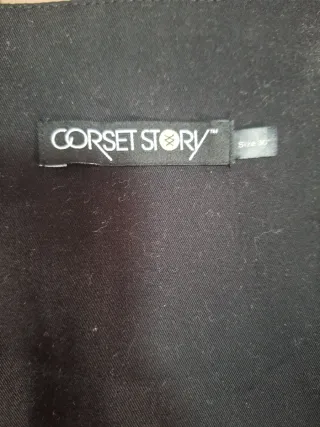 CORSET STORY™
Size 30"